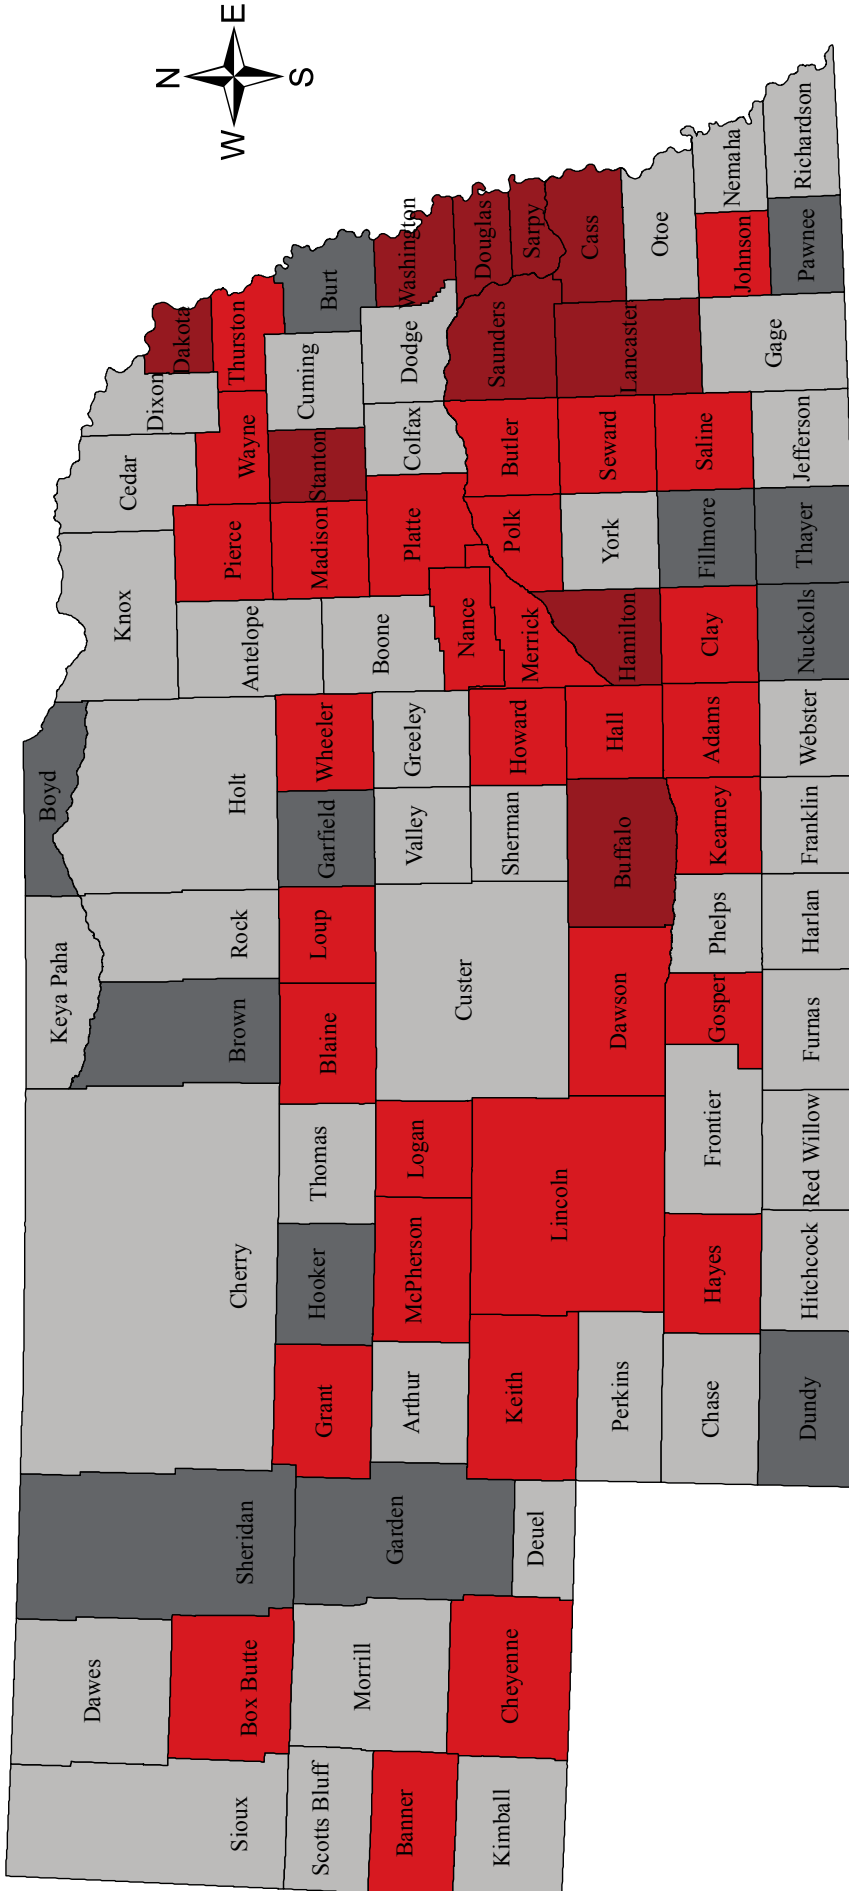 N
E
S
W
Sioux
Dawes
Box Butte
Sheridan
Scotts Bluff
Banner
Kimball
Morrill
Cheyenne
Garden
Deuel
Cherry
Keya Paha
Boyd
Brown
Rock
Holt
Knox
Cedar
Dixon
Dakota
Antelope
Pierce
Wayne
Thurston
Grant
Hooker
Thomas
Blaine
Loup
Garfield
Wheeler
Boone
Madison
Stanton
Cuming
Burt
Arthur
McPherson
Logan
Custer
Valley
Greeley
Nance
Platte
Colfax
Dodge
Washington
Keith
Lincoln
Sherman
Howard
Merrick
Polk
Butler
Saunders
Douglas
Sarpy
Perkins
Dawson
Buffalo
Hall
Hamilton
York
Seward
Lancaster
Cass
Otoe
Chase
Hayes
Frontier
Gosper
Phelps
Kearney
Adams
Clay
Fillmore
Saline
Gage
Johnson
Nemaha
Dundy
Hitchcock
Red Willow
Furnas
Harlan
Franklin
Webster
Nuckolls
Thayer
Jefferson
Pawnee
Richardson